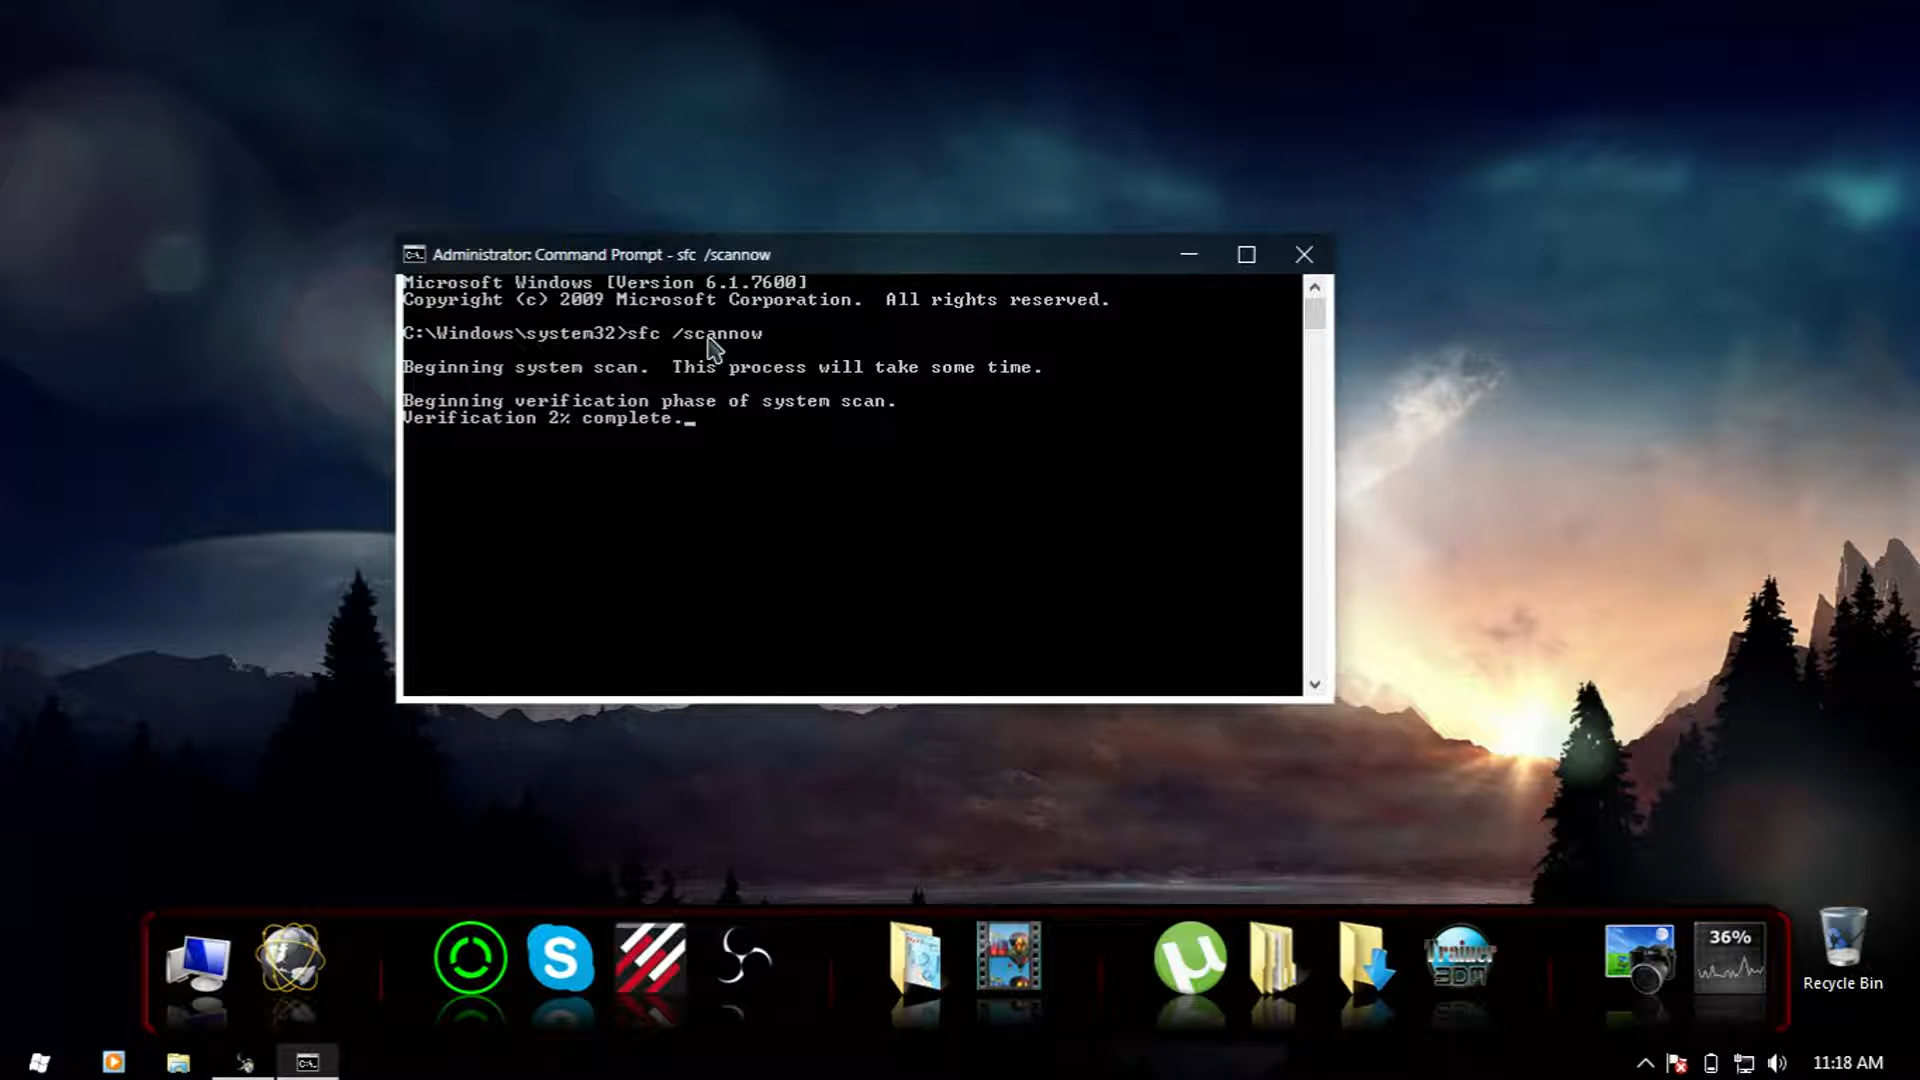 Administrator: Command Prompt - sfc  /scannow
Microsoft Windows [Version 6.1.7600]
Copyright (c) 2009 Microsoft Corporation.  All rights reserved.
C:\Windows\system32>sfc /scannow
Beginning system scan.  This process will take some time.
Beginning verification phase of system scan.
Verification 2% complete.
S
µ
Trainer
3DM
36%
Recycle Bin
11:18 AM